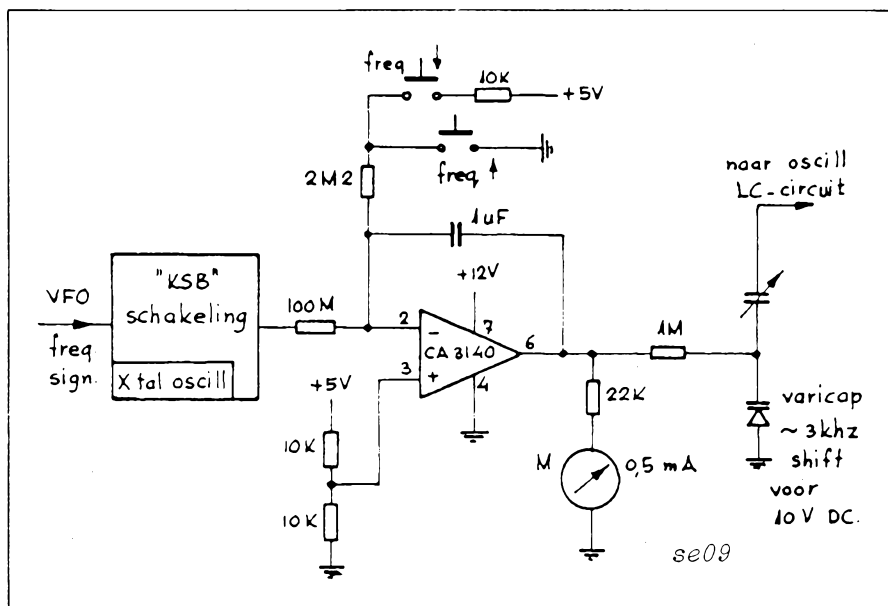 freq ↓
10K
+5V
freq ↑
2M2
1uF
naar oscill
LC-circuit
VFO
freq
sign.
"KSB"
schakeling
X tal oscill
100M
+12V
2
−
7
CA 3140
6
3
+
4
1M
+5V
10K
10K
22K
M
0,5 mA
varicap
~ 3khz
shift
voor
10 V DC.
se09